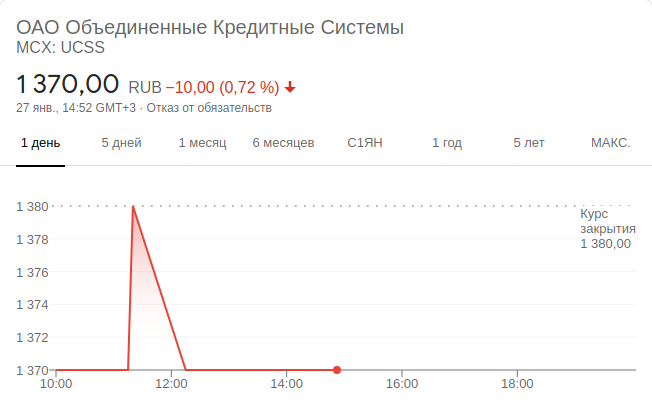 ОАО Объединенные Кредитные Системы
MCX: UCSS
1 370,00 RUB −10,00 (0,72 %)
27 янв., 14:52 GMT+3 · Отказ от обязательств
1 день 5 дней 1 месяц 6 месяцев С1ЯН 1 год 5 лет МАКС.
1 380
Курс
закрытия
1 380,00
1 378
1 376
1 374
1 372
1 370
10:00 12:00 14:00 16:00 18:00